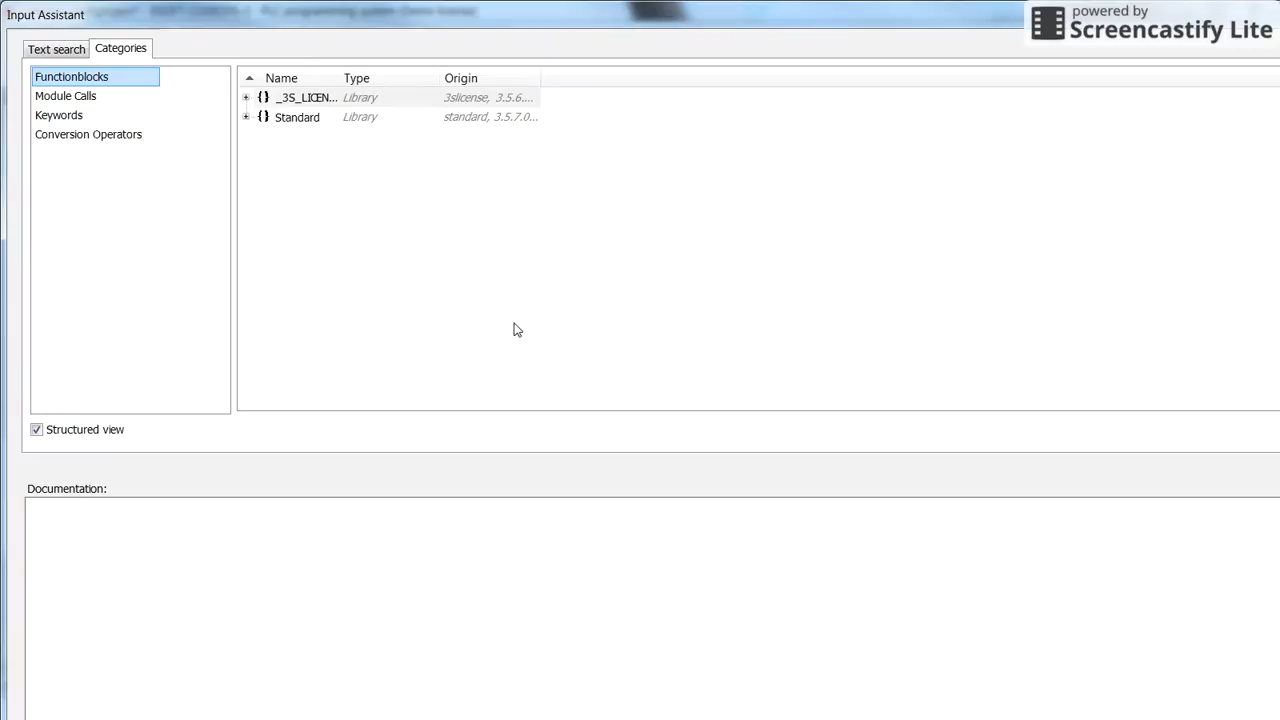 Input Assistant
powered by
Screencastify Lite
Text search
Categories
Functionblocks
Module Calls
Keywords
Conversion Operators
Name Type Origin
_3S_LICEN... Library 3slicense, 3.5.6....
Standard Library standard, 3.5.7.0...
Structured view
Documentation: